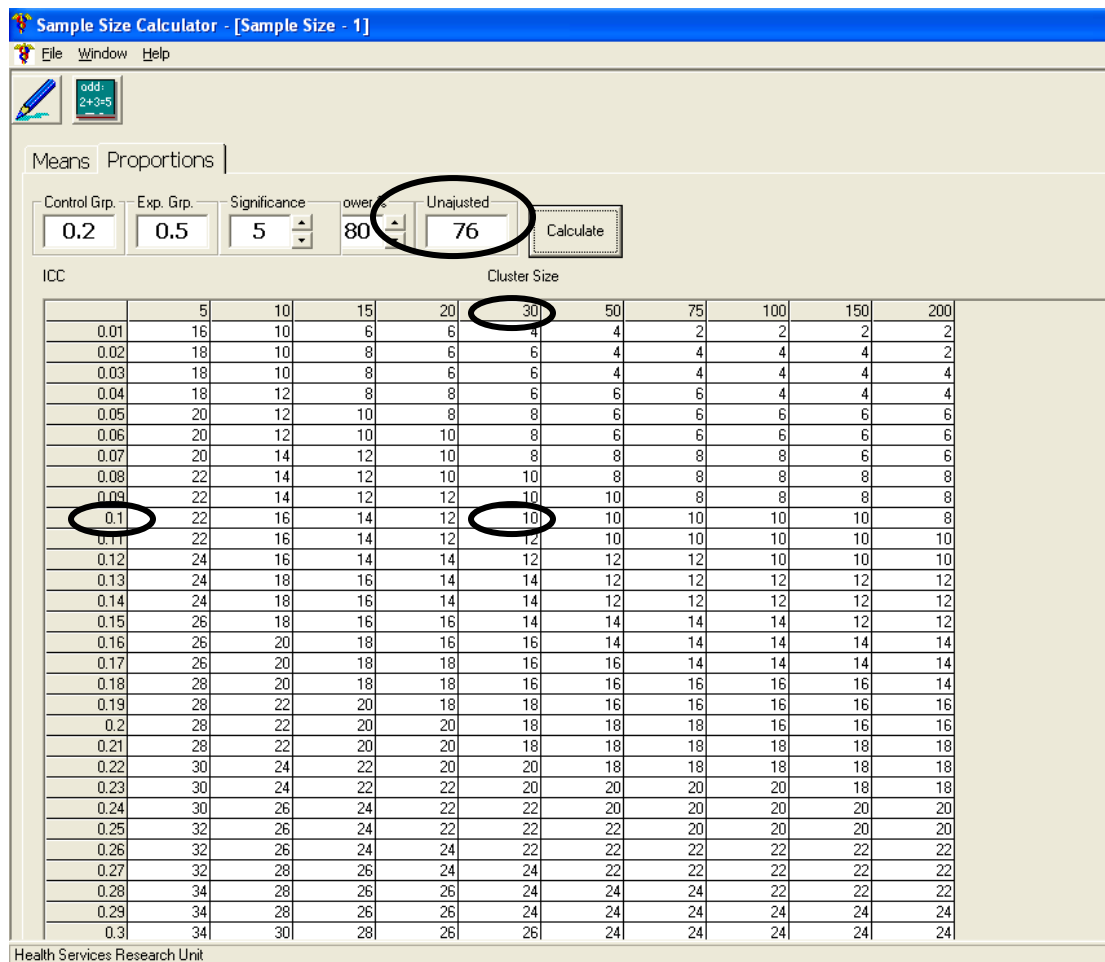 Sample Size Calculator - [Sample Size - 1]
File Window Help
add:
2+3=5
Means Proportions
Control Grp. Exp. Grp. Significance ower % Unajusted
0.2 0.5 5 80 76 Calculate
ICC Cluster Size
5 10 15 20 30 50 75 100 150 200
0.01 16 10 6 6 4 4 2 2 2 2
0.02 18 10 8 6 6 4 4 4 4 2
0.03 18 10 8 6 6 4 4 4 4 4
0.04 18 12 8 8 6 6 6 4 4 4
0.05 20 12 10 8 8 6 6 6 6 6
0.06 20 12 10 10 8 6 6 6 6 6
0.07 20 14 12 10 8 8 8 8 6 6
0.08 22 14 12 10 10 8 8 8 8 8
0.09 22 14 12 12 10 10 8 8 8 8
0.1 22 16 14 12 10 10 10 10 10 8
0.11 22 16 14 12 12 10 10 10 10 10
0.12 24 16 14 14 12 12 12 10 10 10
0.13 24 18 16 14 14 12 12 12 12 12
0.14 24 18 16 14 14 12 12 12 12 12
0.15 26 18 16 16 14 14 14 14 12 12
0.16 26 20 18 16 16 14 14 14 14 14
0.17 26 20 18 18 16 16 14 14 14 14
0.18 28 20 18 18 16 16 16 16 16 14
0.19 28 22 20 18 18 16 16 16 16 16
0.2 28 22 20 20 18 18 18 16 16 16
0.21 28 22 20 20 18 18 18 18 18 18
0.22 30 24 22 20 20 18 18 18 18 18
0.23 30 24 22 22 20 20 20 20 18 18
0.24 30 26 24 22 22 20 20 20 20 20
0.25 32 26 24 22 22 22 20 20 20 20
0.26 32 26 24 24 22 22 22 22 22 22
0.27 32 28 26 24 24 22 22 22 22 22
0.28 34 28 26 26 24 24 24 22 22 22
0.29 34 28 26 26 24 24 24 24 24 24
0.3 34 30 28 26 26 24 24 24 24 24
Health Services Research Unit